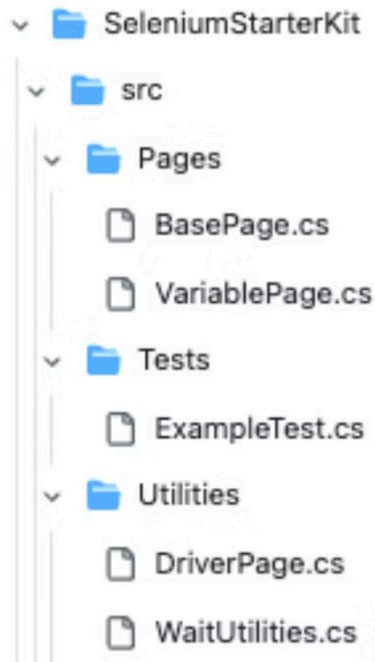 SeleniumStarterKit
src
Pages
BasePage.cs
VariablePage.cs
Tests
ExampleTest.cs
Utilities
DriverPage.cs
WaitUtilities.cs